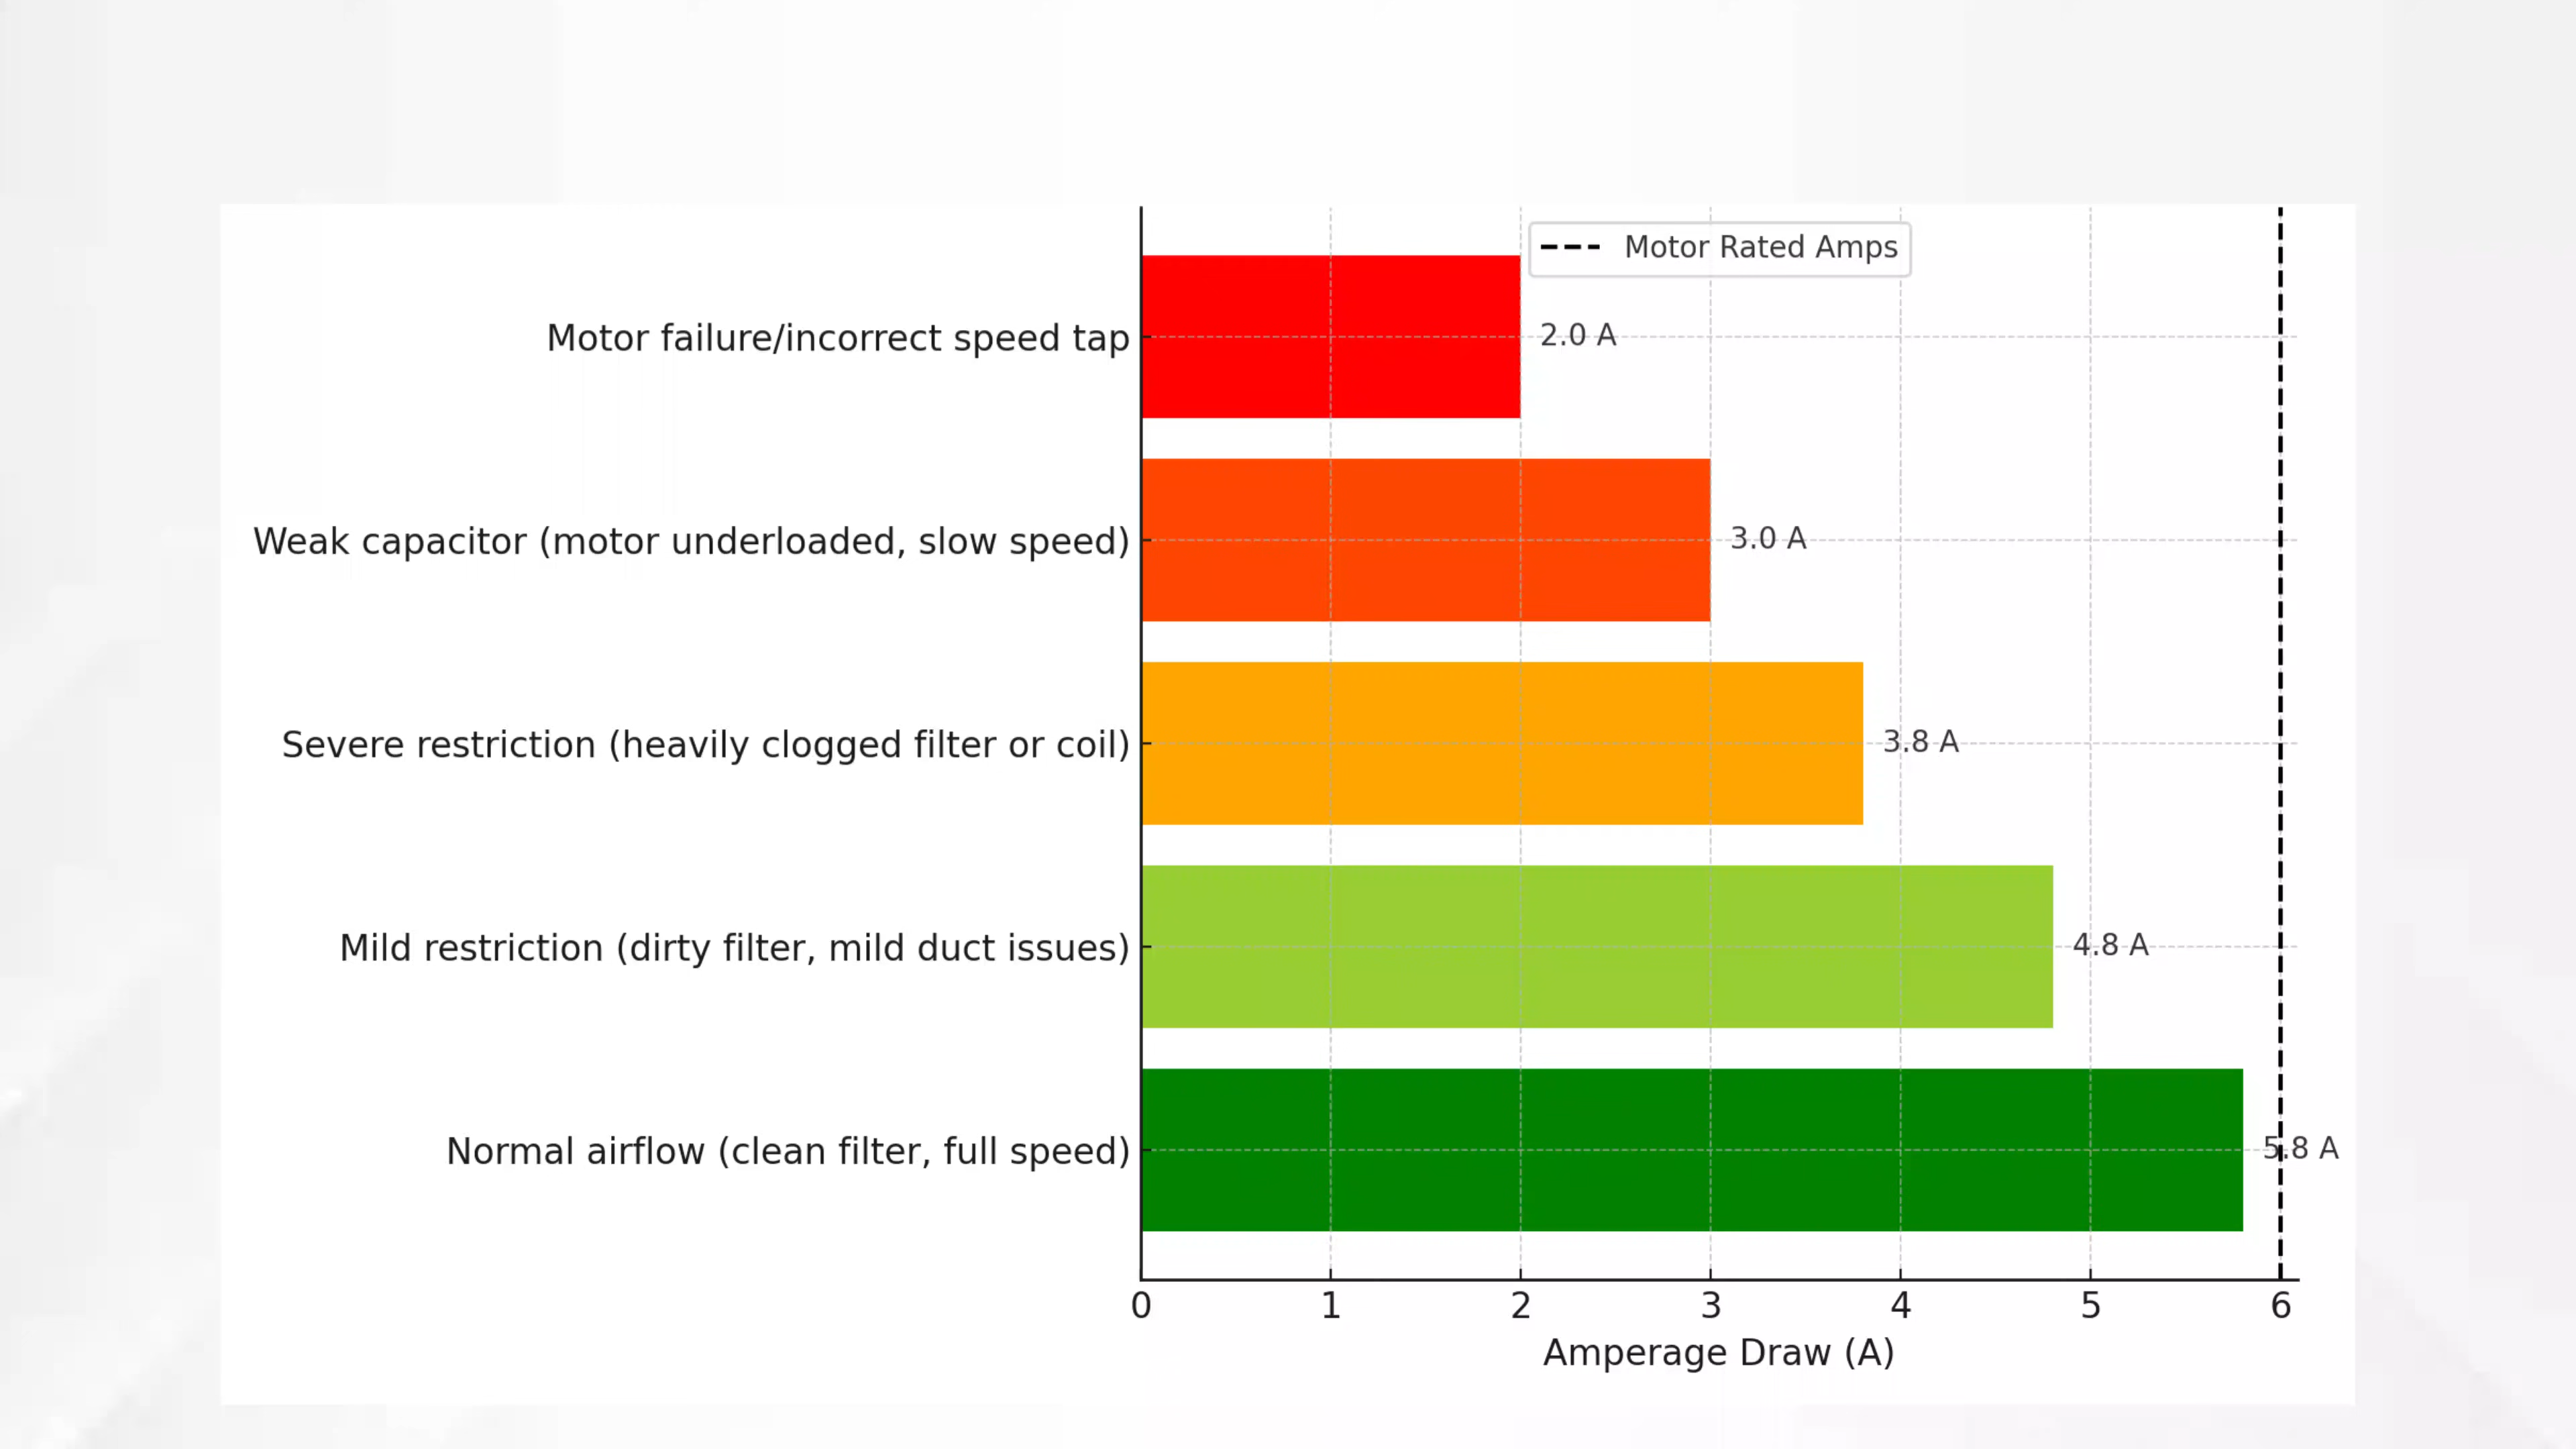 Motor Rated Amps
Motor failure/incorrect speed tap
2.0 A
Weak capacitor (motor underloaded, slow speed)
3.0 A
Severe restriction (heavily clogged filter or coil)
3.8 A
Mild restriction (dirty filter, mild duct issues)
4.8 A
Normal airflow (clean filter, full speed)
5.8 A
0 1 2 3 4 5 6
Amperage Draw (A)